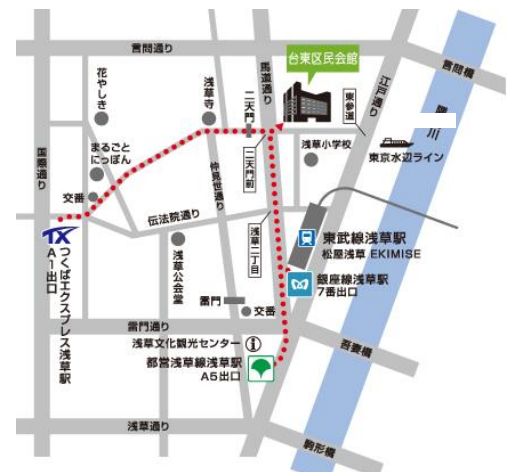 言問通り
台東区民会館
花やしき
浅草寺
二天門
馬道通り
東参道
江戸通り
言問橋
川
国際通り
まるごと
にっぽん
交番
仲見世通り
二天門前
浅草小学校
東京水辺ライン
伝法院通り
TX
つくばエクスプレス浅草駅
A1出口
浅草公会堂
浅草二丁目
東武線浅草駅
松屋浅草 EKIMISE
銀座線浅草駅
7番出口
雷門
交番
雷門通り
浅草文化観光センター
i
都営浅草線浅草駅
A5出口
吾妻橋
浅草通り
駒形橋